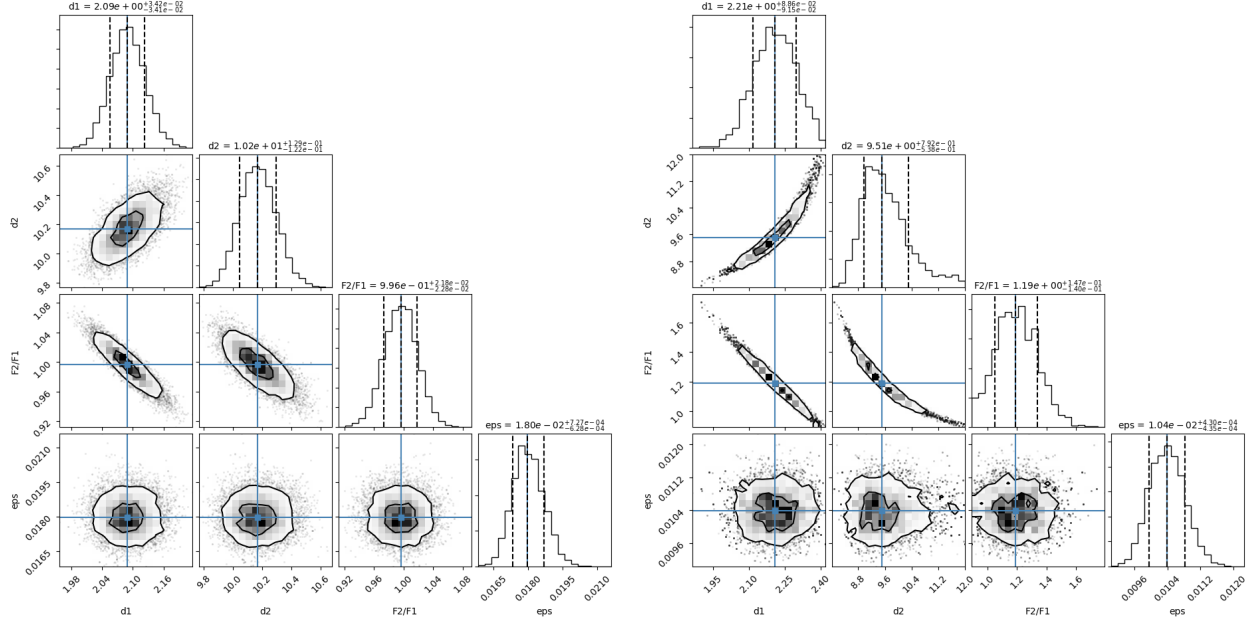 d1 = 2.09e + 00 +3.42e−02 −3.41e−02
d2 = 1.02e + 01 +1.29e−01 −1.22e−01
F2/F1 = 9.96e − 01 +2.18e−02 −2.28e−02
eps = 1.80e − 02 +7.27e−04 −6.28e−04
d2
10.6
10.4
10.2
10.0
9.8
F2/F1
1.08
1.04
1.00
0.96
0.92
eps
0.0210
0.0195
0.0180
0.0165
1.98 2.04 2.10 2.16
9.8 10.0 10.2 10.4 10.6
0.92 0.96 1.00 1.04 1.08
0.0165 0.0180 0.0195 0.0210
d1 d2 F2/F1 eps
d1 = 2.21e + 00 +8.86e−02 −9.15e−02
d2 = 9.51e + 00 +7.92e−01 −5.38e−01
F2/F1 = 1.19e + 00 +1.47e−01 −1.40e−01
eps = 1.04e − 02 +4.30e−04 −4.35e−04
d2
12.0
11.2
10.4
9.6
8.8
F2/F1
1.6
1.4
1.2
1.0
eps
0.0120
0.0112
0.0104
0.0096
1.95 2.10 2.25 2.40
8.8 9.6 10.4 11.2 12.0
1.0 1.2 1.4 1.6
0.0096 0.0104 0.0112 0.0120
d1 d2 F2/F1 eps